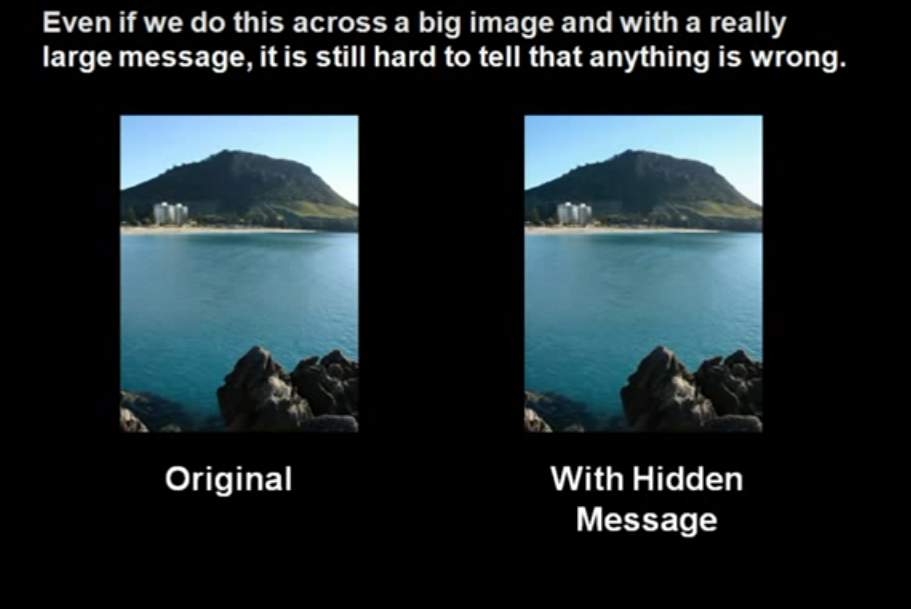 Even if we do this across a big image and with a really
large message, it is still hard to tell that anything is wrong.
Original
With Hidden
Message